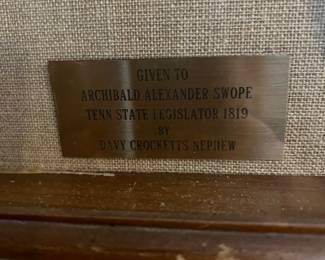 GIVEN TO
ARCHIBALD ALEXANDER SWOPE
TENN STATE LEGISLATOR 1819
BY
DAVY CROCKETTS NEPHEW